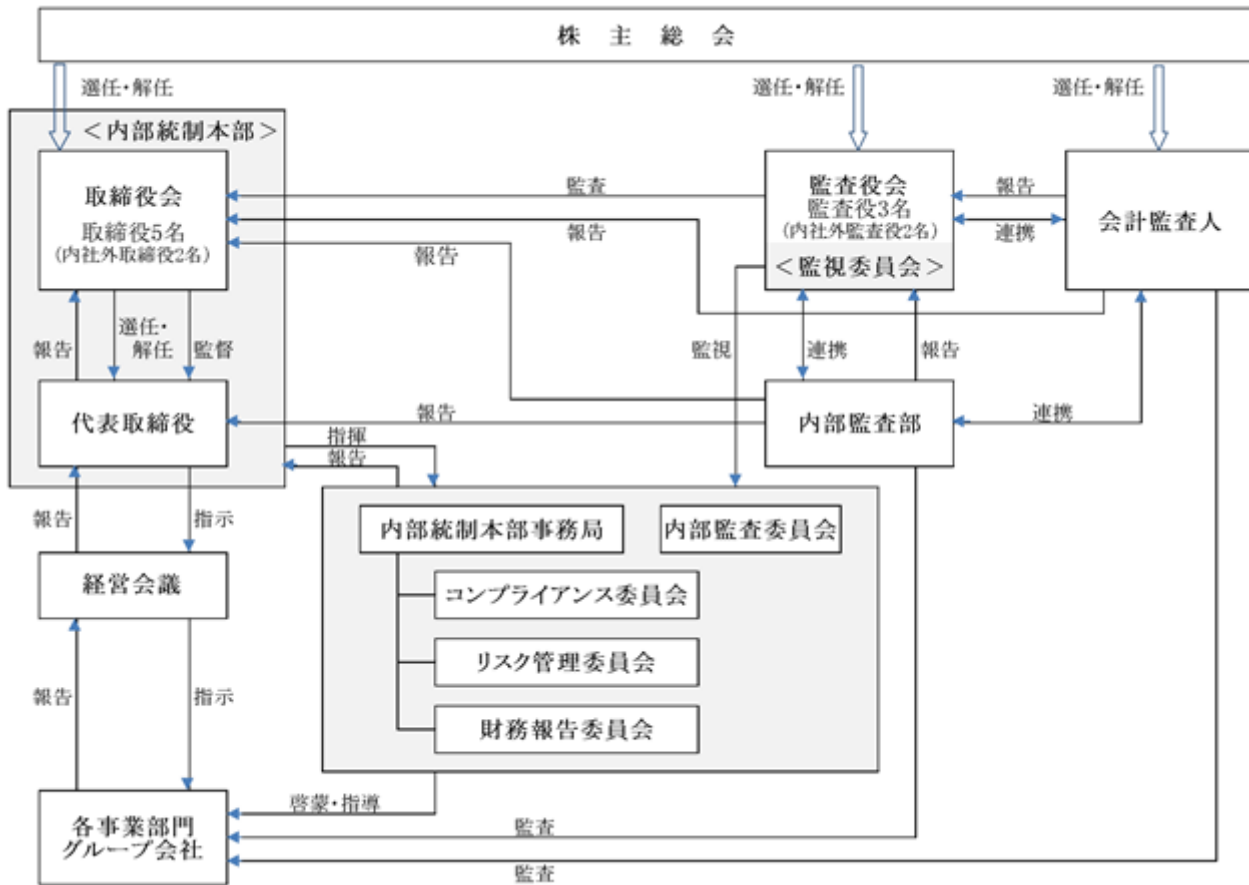 株主総会
選任・解任
選任・解任
選任・解任
＜内部統制本部＞
取締役会
取締役5名
(内社外取締役2名)
監査
報告
報告
監査役会
監査役3名
(内社外監査役2名)
＜監視委員会＞
報告
連携
会計監査人
報告
選任・
解任
監督
監視
連携
報告
代表取締役
報告
内部監査部
連携
指揮
報告
報告
指示
内部統制本部事務局
内部監査委員会
経営会議
コンプライアンス委員会
リスク管理委員会
報告
指示
財務報告委員会
各事業部門
グループ会社
啓蒙・指導
監査
監査